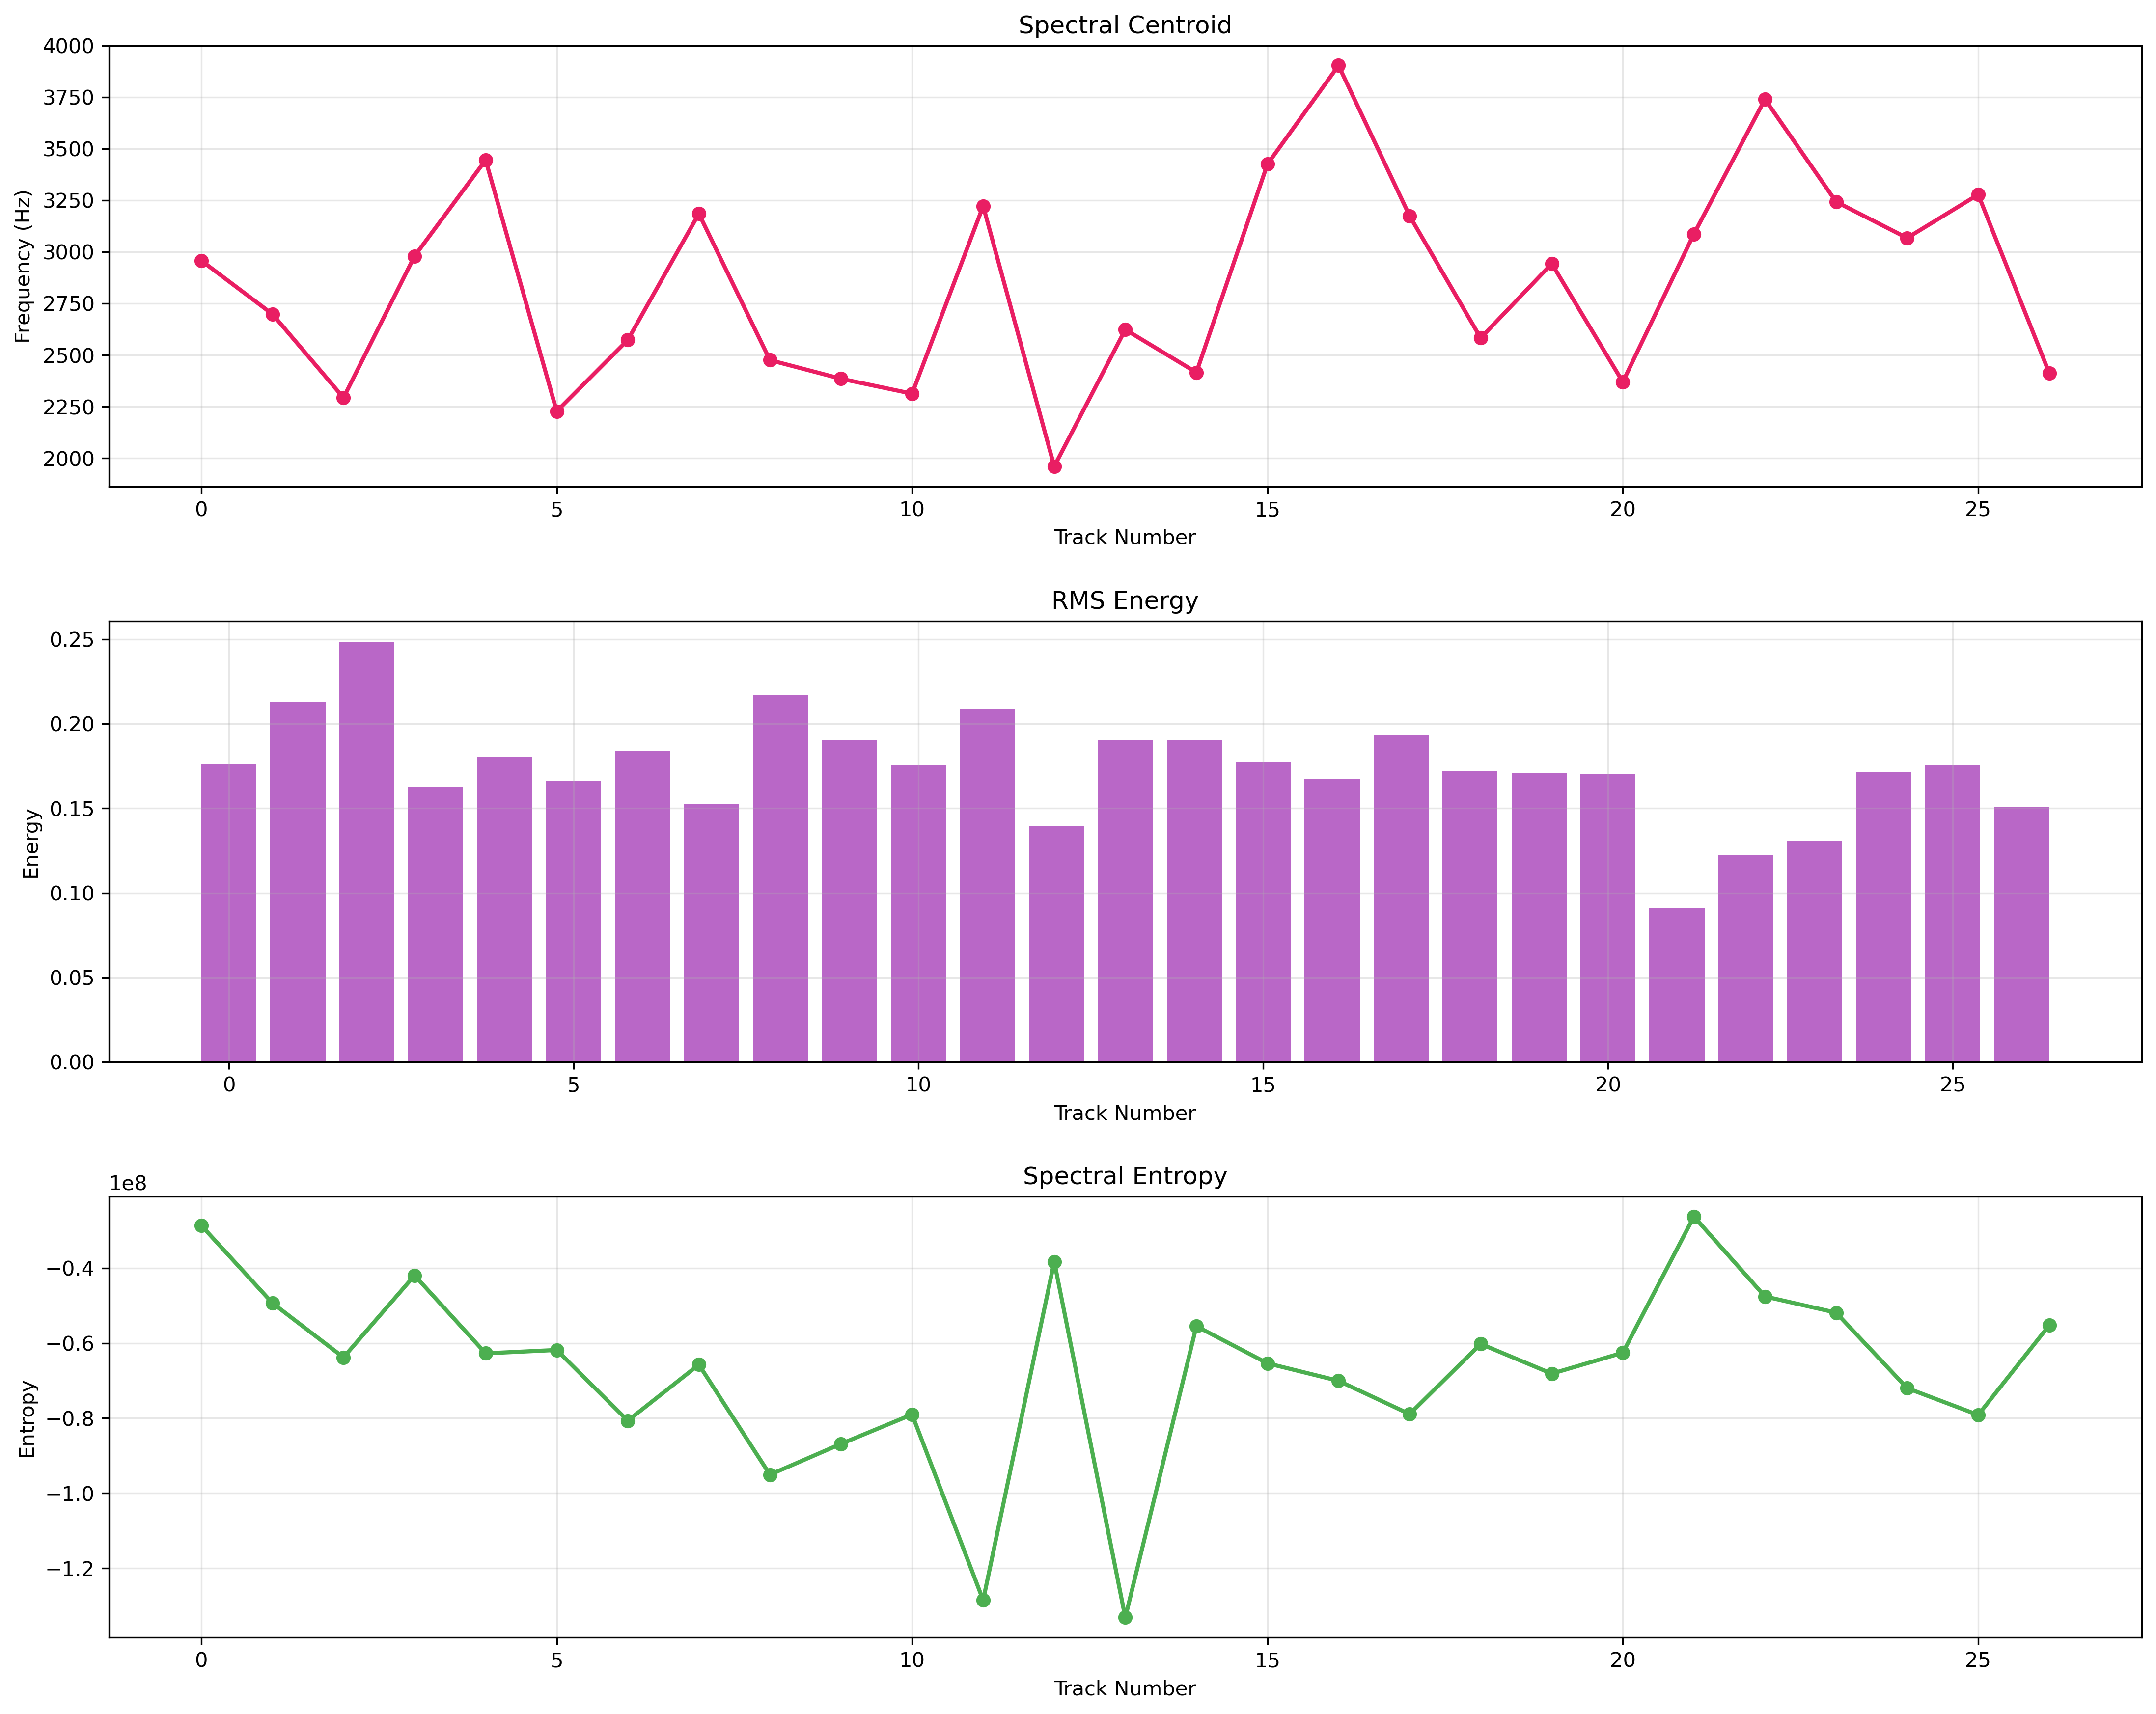 Spectral Centroid
4000
3750
3500
3250
3000
2750
2500
2250
2000
Frequency (Hz)
0 5 10 15 20 25
Track Number
RMS Energy
0.25
0.20
0.15
0.10
0.05
0.00
Energy
0 5 10 15 20 25
Track Number
Spectral Entropy
1e8
−0.4
−0.6
−0.8
−1.0
−1.2
Entropy
0 5 10 15 20 25
Track Number